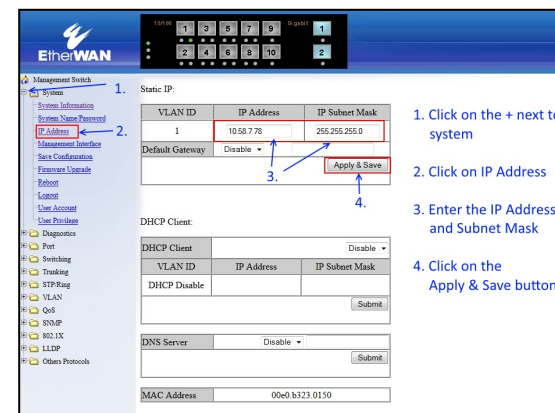 10/100 1 3 5 7 9 Gigabit 1
2 4 6 8 10 2
EtherWAN
Management Switch
System
System Information
System Name/Password
IP Address
Management Interface
Save Configuration
Firmware Upgrade
Reboot
Logout
User Account
User Privilege
Diagnostics
Port
Switching
Trunking
STP/Ring
VLAN
QoS
SNMP
802.1X
LLDP
Others Protocols
1.
2.
Static IP:
VLAN ID IP Address IP Subnet Mask
1 10.58.7.78 255.255.255.0
Default Gateway Disable
Apply & Save
3.
4.
DHCP Client:
DHCP Client Disable
VLAN ID IP Address IP Subnet Mask
DHCP Disable
Submit
DNS Server Disable
Submit
MAC Address 00e0.b323.0150
1. Click on the + next to
system
2. Click on IP Address
3. Enter the IP Address
and Subnet Mask
4. Click on the
Apply & Save button